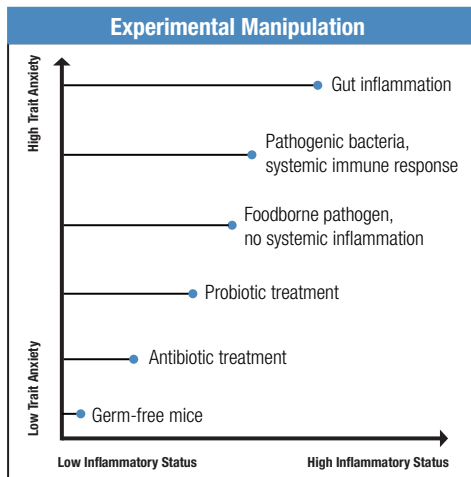 Experimental Manipulation
High Trait Anxiety
Gut inflammation
Pathogenic bacteria,
systemic immune response
Foodborne pathogen,
no systemic inflammation
Probiotic treatment
Low Trait Anxiety
Antibiotic treatment
Germ-free mice
Low Inflammatory Status
High Inflammatory Status